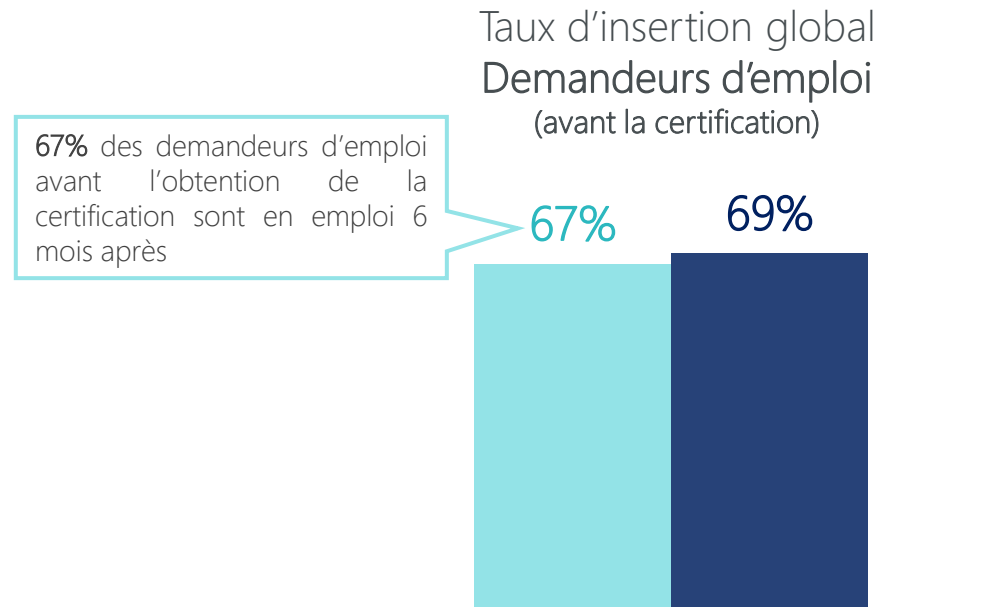 Taux d’insertion global
Demandeurs d’emploi
(avant la certification)
67% des demandeurs d’emploi
avant l’obtention de la
certification sont en emploi 6
mois après
67%
69%